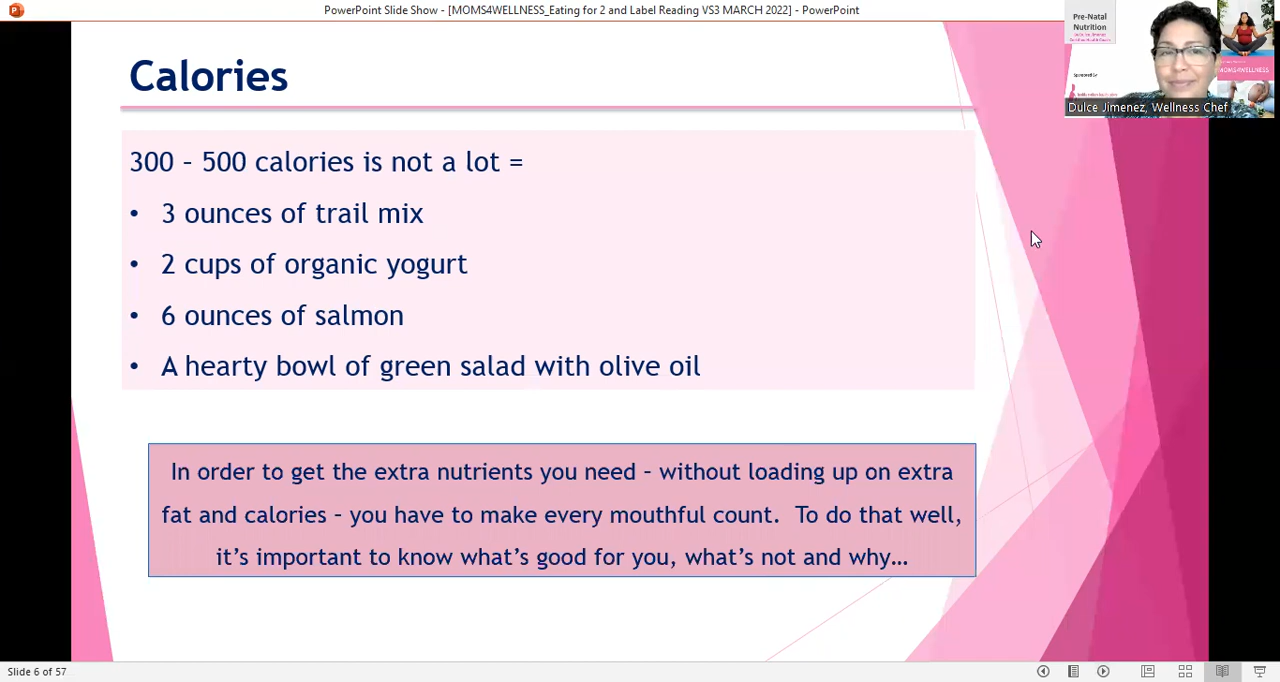 PowerPoint Slide Show - [MOMS4WELLNESS_Eating for 2 and Label Reading VS3 MARCH 2022] - PowerPoint
Pre-Natal
Nutrition
MOMS4WELLNESS
Dulce Jimenez, Wellness Chef
Calories
300 – 500 calories is not a lot =
• 3 ounces of trail mix
• 2 cups of organic yogurt
• 6 ounces of salmon
• A hearty bowl of green salad with olive oil
In order to get the extra nutrients you need – without loading up on extra
fat and calories – you have to make every mouthful count.  To do that well,
it’s important to know what’s good for you, what’s not and why…
Slide 6 of 57